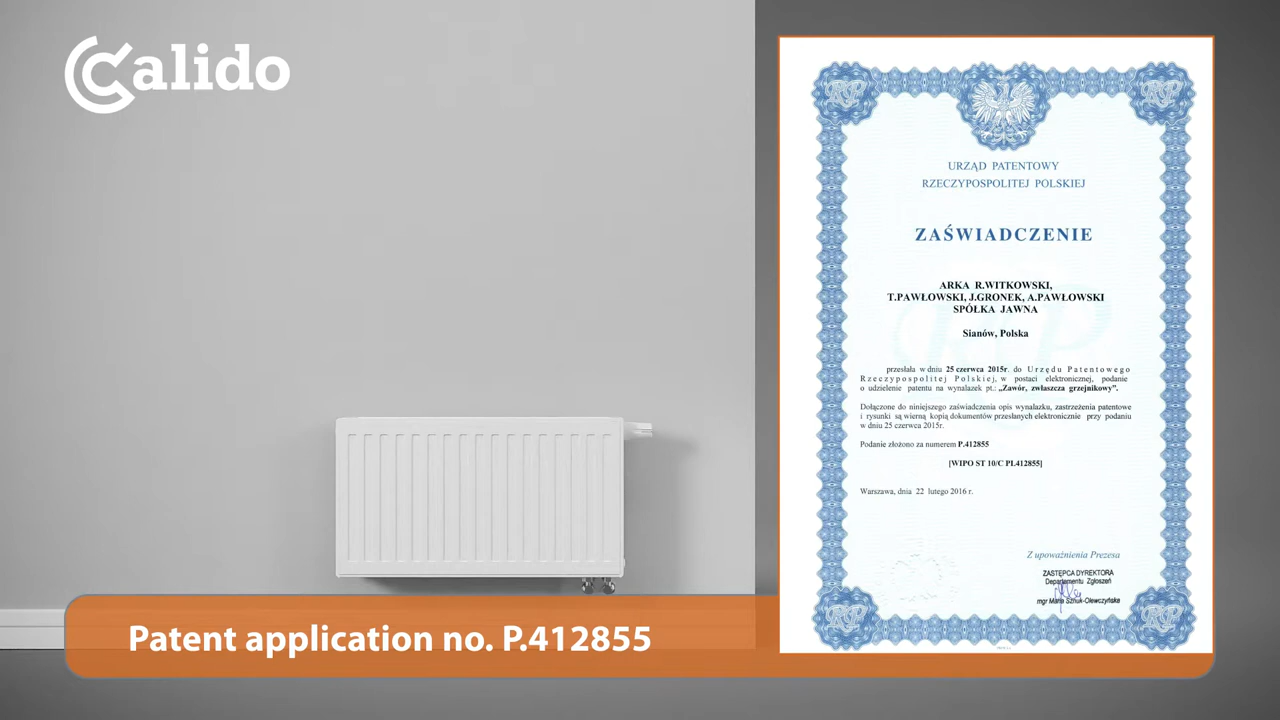 Calido
URZĄD PATENTOWY
RZECZYPOSPOLITEJ POLSKIEJ
ZAŚWIADCZENIE
ARKA R.WITKOWSKI,
T.PAWŁOWSKI, J.GRONEK, A.PAWŁOWSKI
SPÓŁKA JAWNA
Sianów, Polska
przesłała w dniu 25 czerwca 2015r. do Urzędu Patentowego
Rzeczypospolitej Polskiej, w postaci elektronicznej, podanie
o udzielenie patentu na wynalazek pt.: „Zawór, zwłaszcza grzejnikowy”.
Dołączone do niniejszego zaświadczenia opis wynalazku, zastrzeżenia patentowe
i rysunki są wierną kopią dokumentów przesłanych elektronicznie przy podaniu
w dniu 25 czerwca 2015r.
Podanie złożono za numerem P.412855
[WIPO ST 10/C PL412855]
Warszawa, dnia 22 lutego 2016 r.
Z upoważnienia Prezesa
ZASTĘPCA DYREKTORA
Departamentu Zgłoszeń
mgr Maria Sznuk-Olewczyńska
Patent application no. P.412855